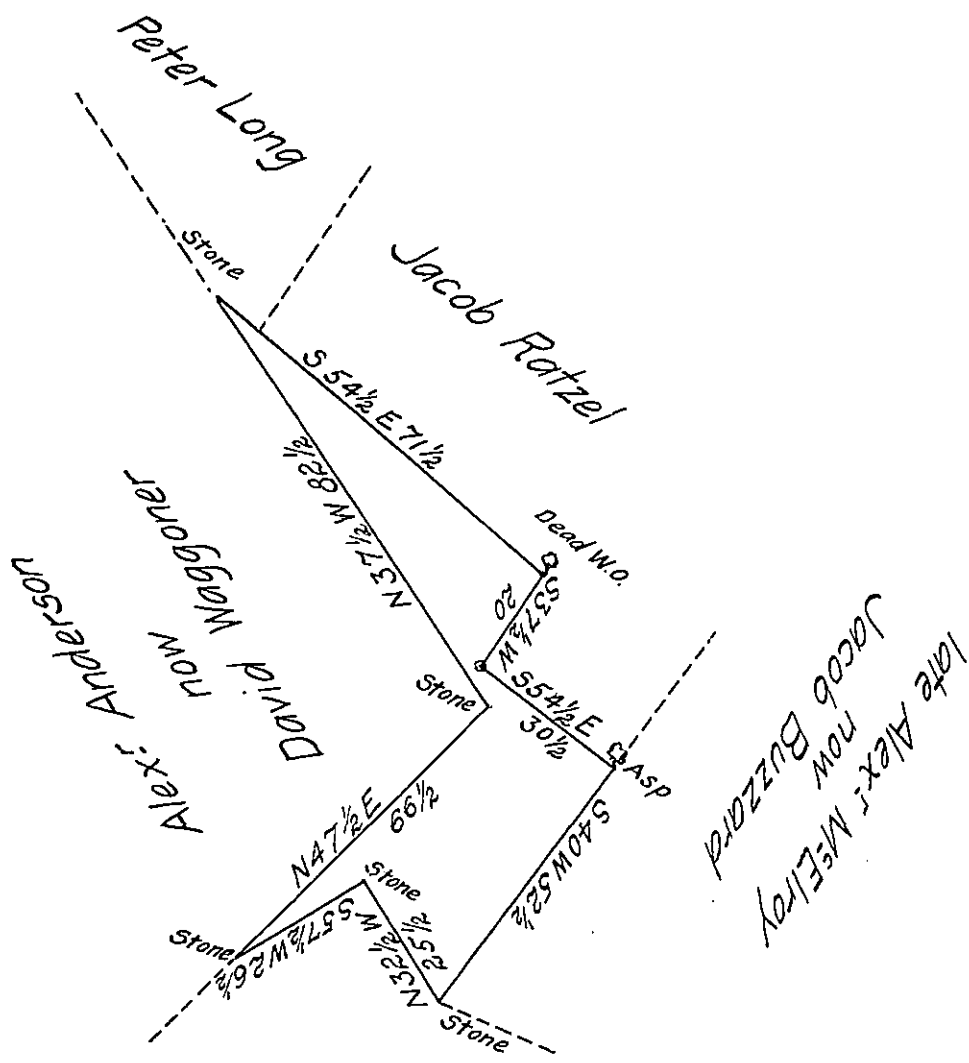 Peter Long
Stone
Jacob Ratzel
S 54½ E 71½
N 37½ W 82½
Dead W.O.
S 37½ W
20
Alex.r Anderson
now
David Waggoner
Stone
S 54½ E
30½
Asp
late Alex.r McElroy
now
Jacob Buzzard
N 47½ E
69½
S 40 W 52½
Stone
Stone
S 57½ W 26½
N 32½ W
25½
Stone